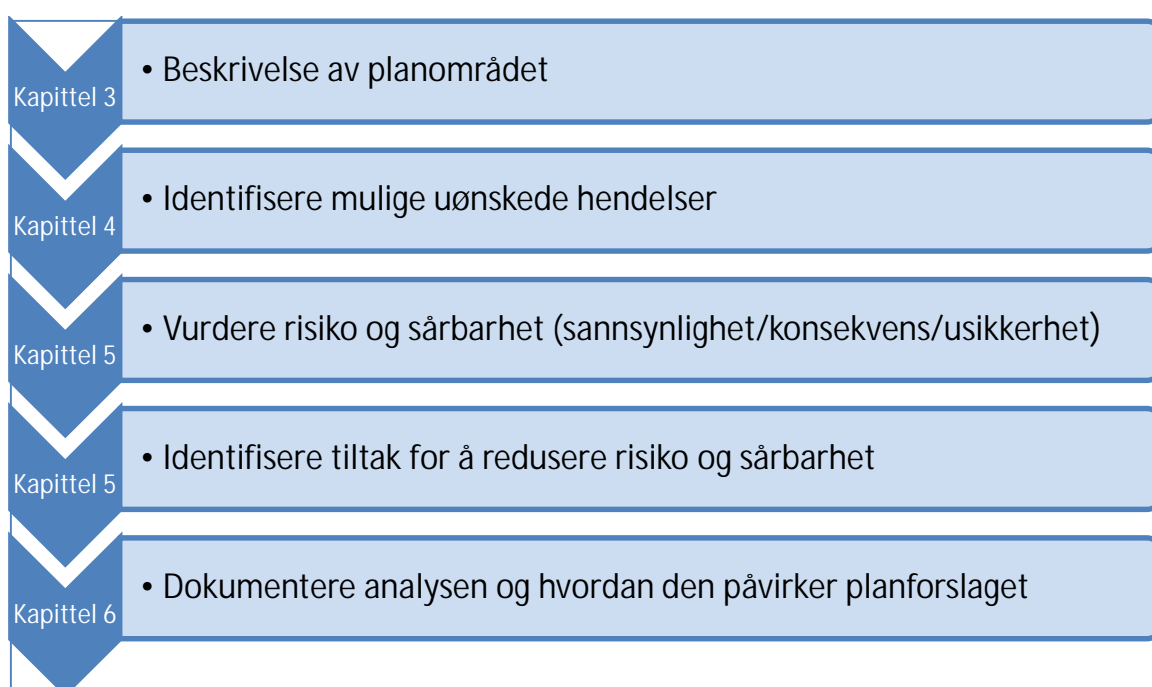 Kapittel 3
• Beskrivelse av planområdet
Kapittel 4
• Identifisere mulige uønskede hendelser
Kapittel 5
• Vurdere risiko og sårbarhet (sannsynlighet/konsekvens/usikkerhet)
Kapittel 5
• Identifisere tiltak for å redusere risiko og sårbarhet
Kapittel 6
• Dokumentere analysen og hvordan den påvirker planforslaget